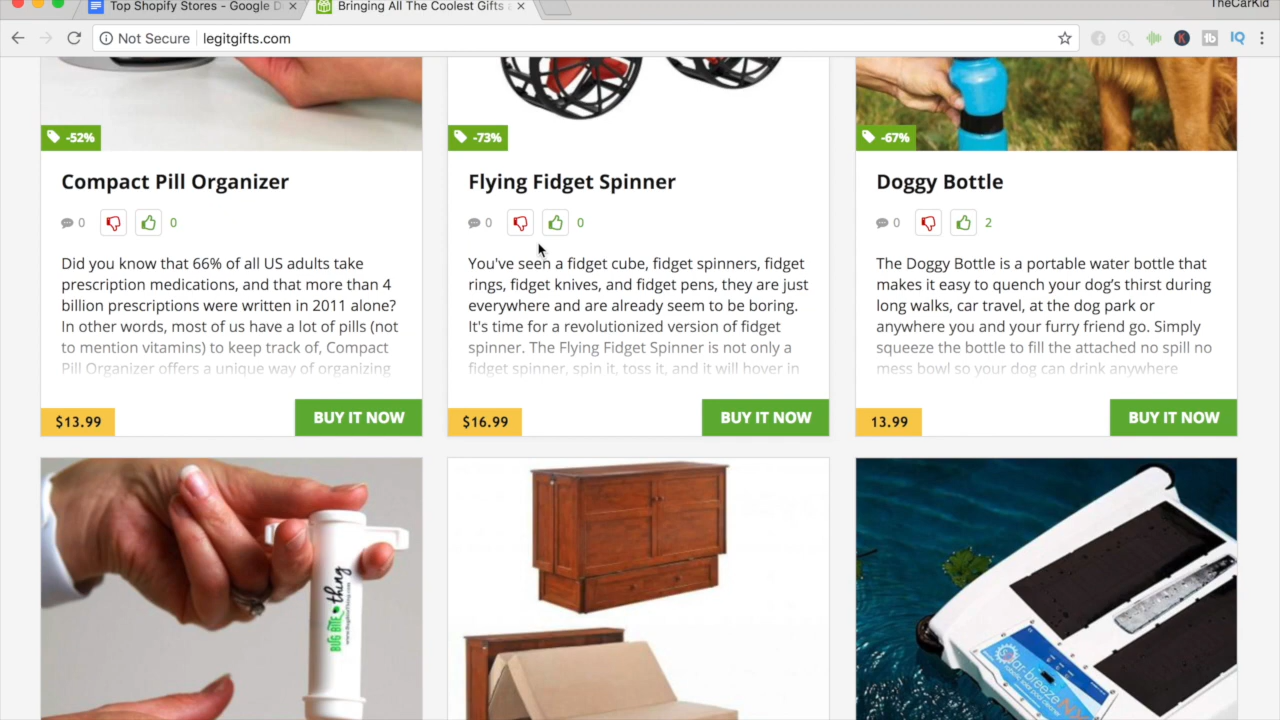 Top Shopify Stores - Google D
Bringing All The Coolest Gifts a
TheCarKid
Not Secure
legitgifts.com
-52%
-73%
-67%
Compact Pill Organizer
0
0
Did you know that 66% of all US adults take
prescription medications, and that more than 4
billion prescriptions were written in 2011 alone?
In other words, most of us have a lot of pills (not
to mention vitamins) to keep track of, Compact
Pill Organizer offers a unique way of organizing
$13.99
BUY IT NOW
Flying Fidget Spinner
0
0
You've seen a fidget cube, fidget spinners, fidget
rings, fidget knives, and fidget pens, they are just
everywhere and are already seem to be boring.
It's time for a revolutionized version of fidget
spinner. The Flying Fidget Spinner is not only a
fidget spinner, spin it, toss it, and it will hover in
$16.99
BUY IT NOW
Doggy Bottle
0
2
The Doggy Bottle is a portable water bottle that
makes it easy to quench your dog's thirst during
long walks, car travel, at the dog park or
anywhere you and your furry friend go. Simply
squeeze the bottle to fill the attached no spill no
mess bowl so your dog can drink anywhere
13.99
BUY IT NOW
BUG BITE thing
solar-breeze
NX